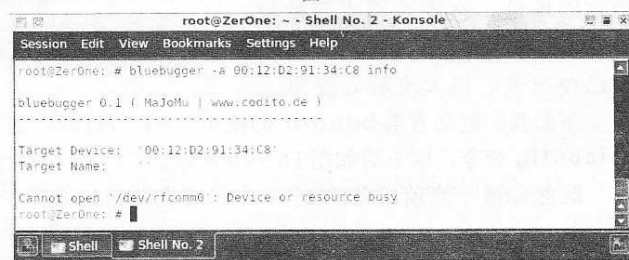 root@ZerOne: ~ - Shell No. 2 - Konsole
Session Edit View Bookmarks Settings Help
root@ZerOne: # bluebugger -a 00:12:D2:91:34:C8 info
bluebugger 0.1 ( MaJoMu | www.codito.de )
-----------------------------------------
Target Device: '00:12:D2:91:34:C8'
Target Name:
Cannot open '/dev/rfcomm0': Device or resource busy
root@ZerOne: #
Shell Shell No. 2